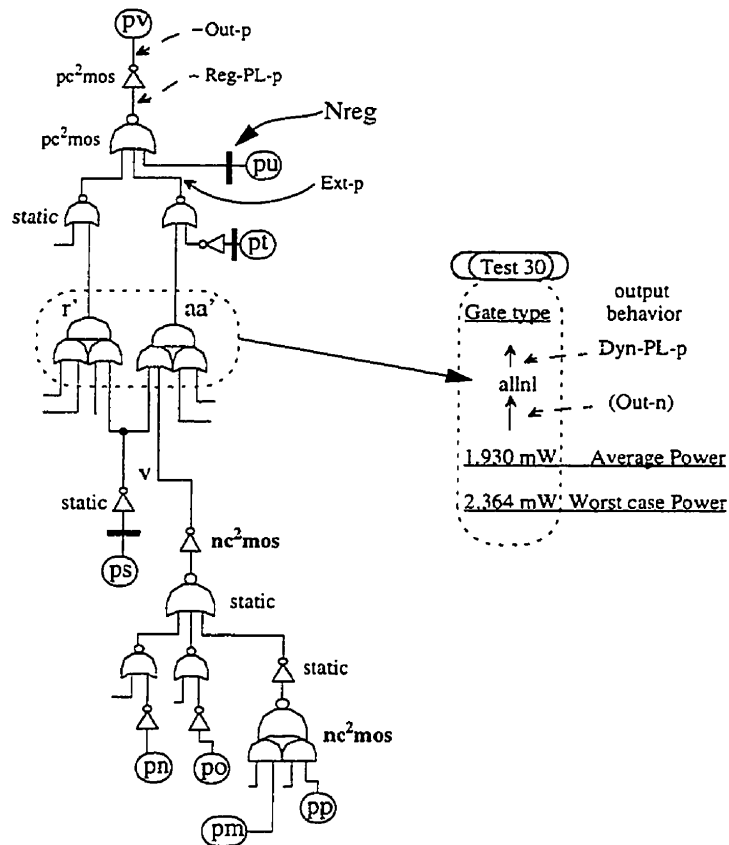 pv
Out-p
pc²mos
Reg-PL-p
Nreg
pc²mos
pu
Ext-p
static
pt
r'
aa'
Test 30
Gate type
output
behavior
Dyn-PL-p
allnl
(Out-n)
1.930 mW Average Power
2.364 mW Worst case Power
v
static
nc²mos
ps
static
static
nc²mos
pn
po
pp
pm